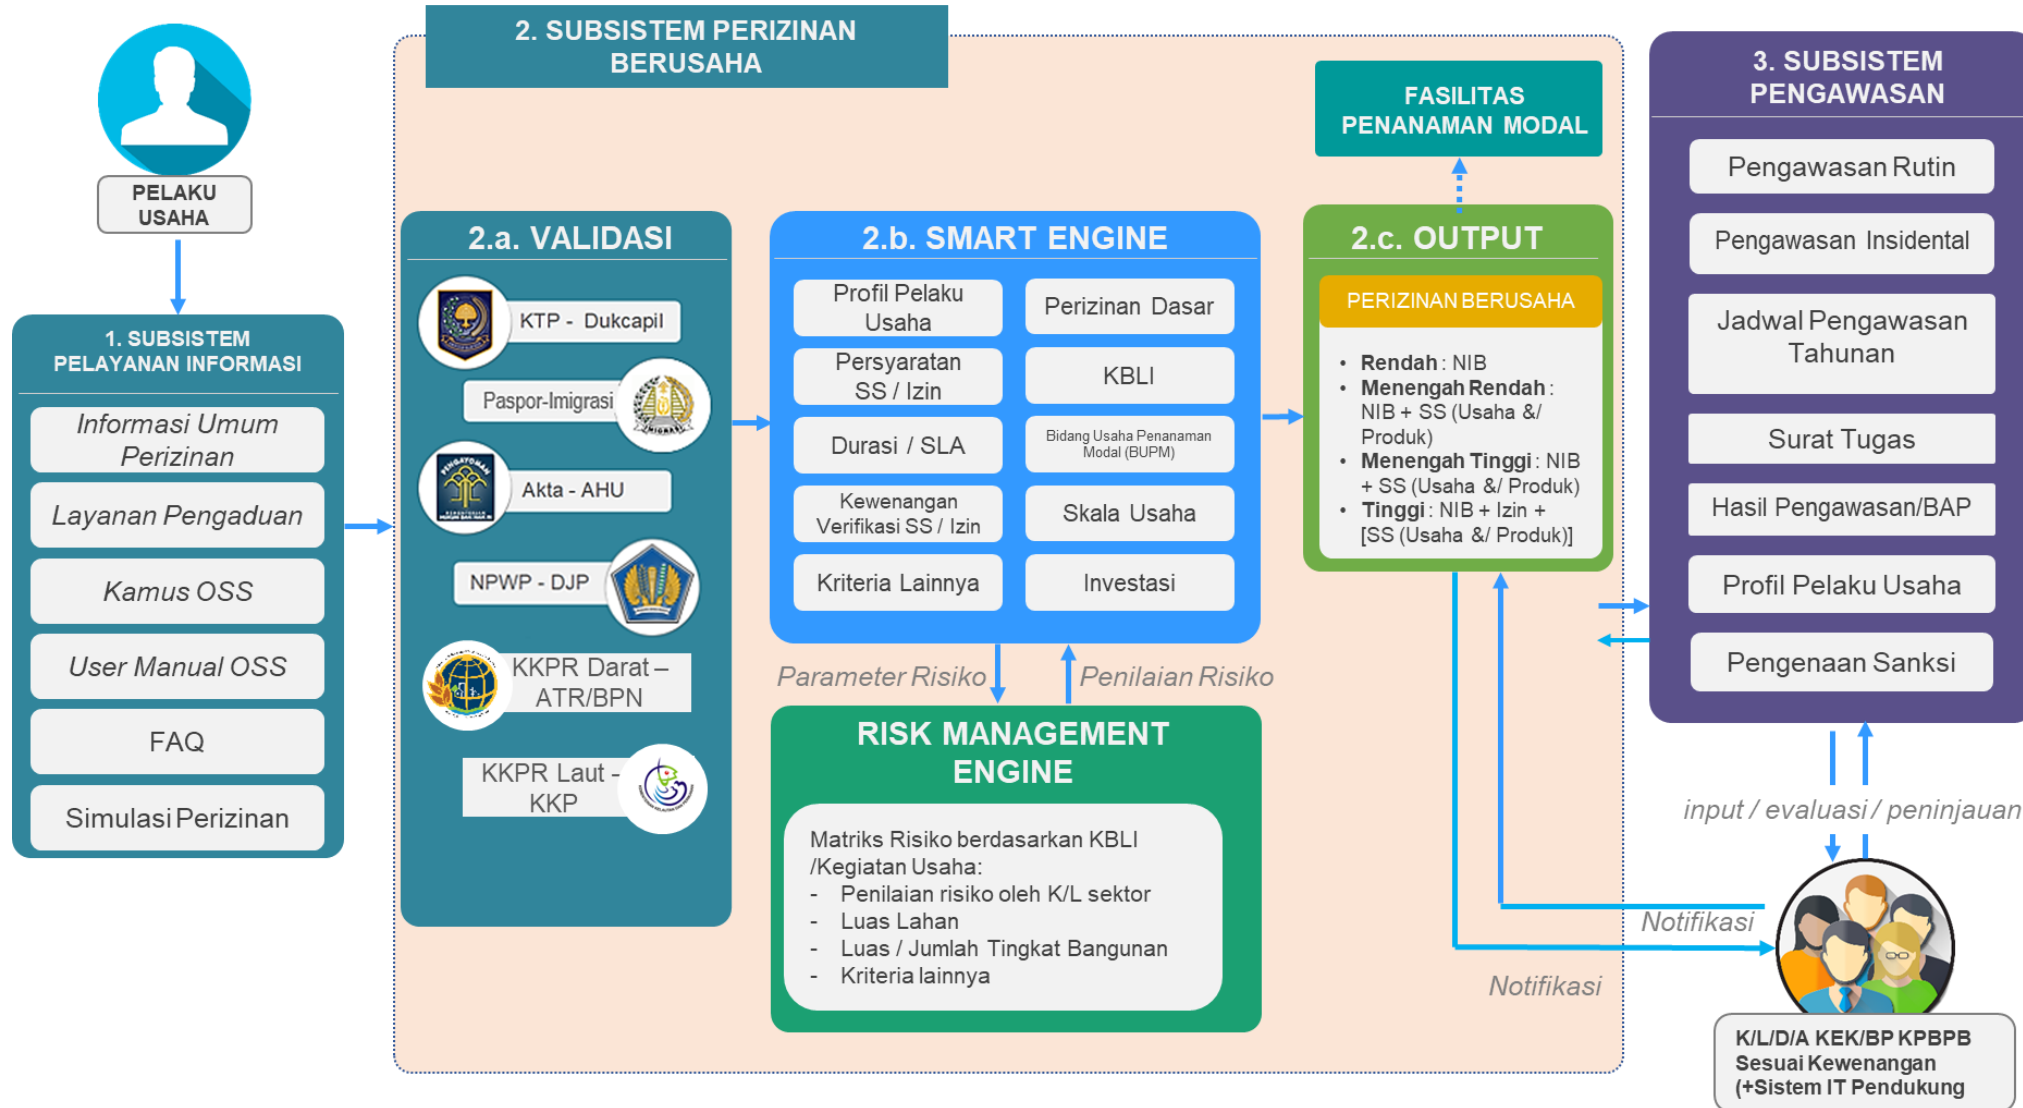 PELAKU
USAHA
1. SUBSISTEM
PELAYANAN INFORMASI
Informasi Umum
Perizinan
Layanan Pengaduan
Kamus OSS
User Manual OSS
FAQ
Simulasi Perizinan
2. SUBSISTEM PERIZINAN
BERUSAHA
2.a. VALIDASI
KTP - Dukcapil
Paspor-Imigrasi
IMIGRASI
PENGAYOMAN
Akta - AHU
NPWP - DJP
KKPR Darat –
ATR/BPN
KKPR Laut -
KKP
2.b. SMART ENGINE
Profil Pelaku
Usaha
Perizinan Dasar
Persyaratan
SS / Izin
KBLI
Durasi / SLA
Bidang Usaha Penanaman
Modal (BUPM)
Kewenangan
Verifikasi SS / Izin
Skala Usaha
Kriteria Lainnya
Investasi
Parameter Risiko
Penilaian Risiko
RISK MANAGEMENT
ENGINE
Matriks Risiko berdasarkan KBLI
/Kegiatan Usaha:
- Penilaian risiko oleh K/L sektor
- Luas Lahan
- Luas / Jumlah Tingkat Bangunan
- Kriteria lainnya
FASILITAS
PENANAMAN MODAL
2.c. OUTPUT
PERIZINAN BERUSAHA
• Rendah : NIB
• Menengah Rendah :
NIB + SS (Usaha &/
Produk)
• Menengah Tinggi : NIB
+ SS (Usaha &/ Produk)
• Tinggi : NIB + Izin +
[SS (Usaha &/ Produk)]
Notifikasi
Notifikasi
3. SUBSISTEM
PENGAWASAN
Pengawasan Rutin
Pengawasan Insidental
Jadwal Pengawasan
Tahunan
Surat Tugas
Hasil Pengawasan/BAP
Profil Pelaku Usaha
Pengenaan Sanksi
input / evaluasi / peninjauan
K/L/D/A KEK/BP KPBPB
Sesuai Kewenangan
(+Sistem IT Pendukung